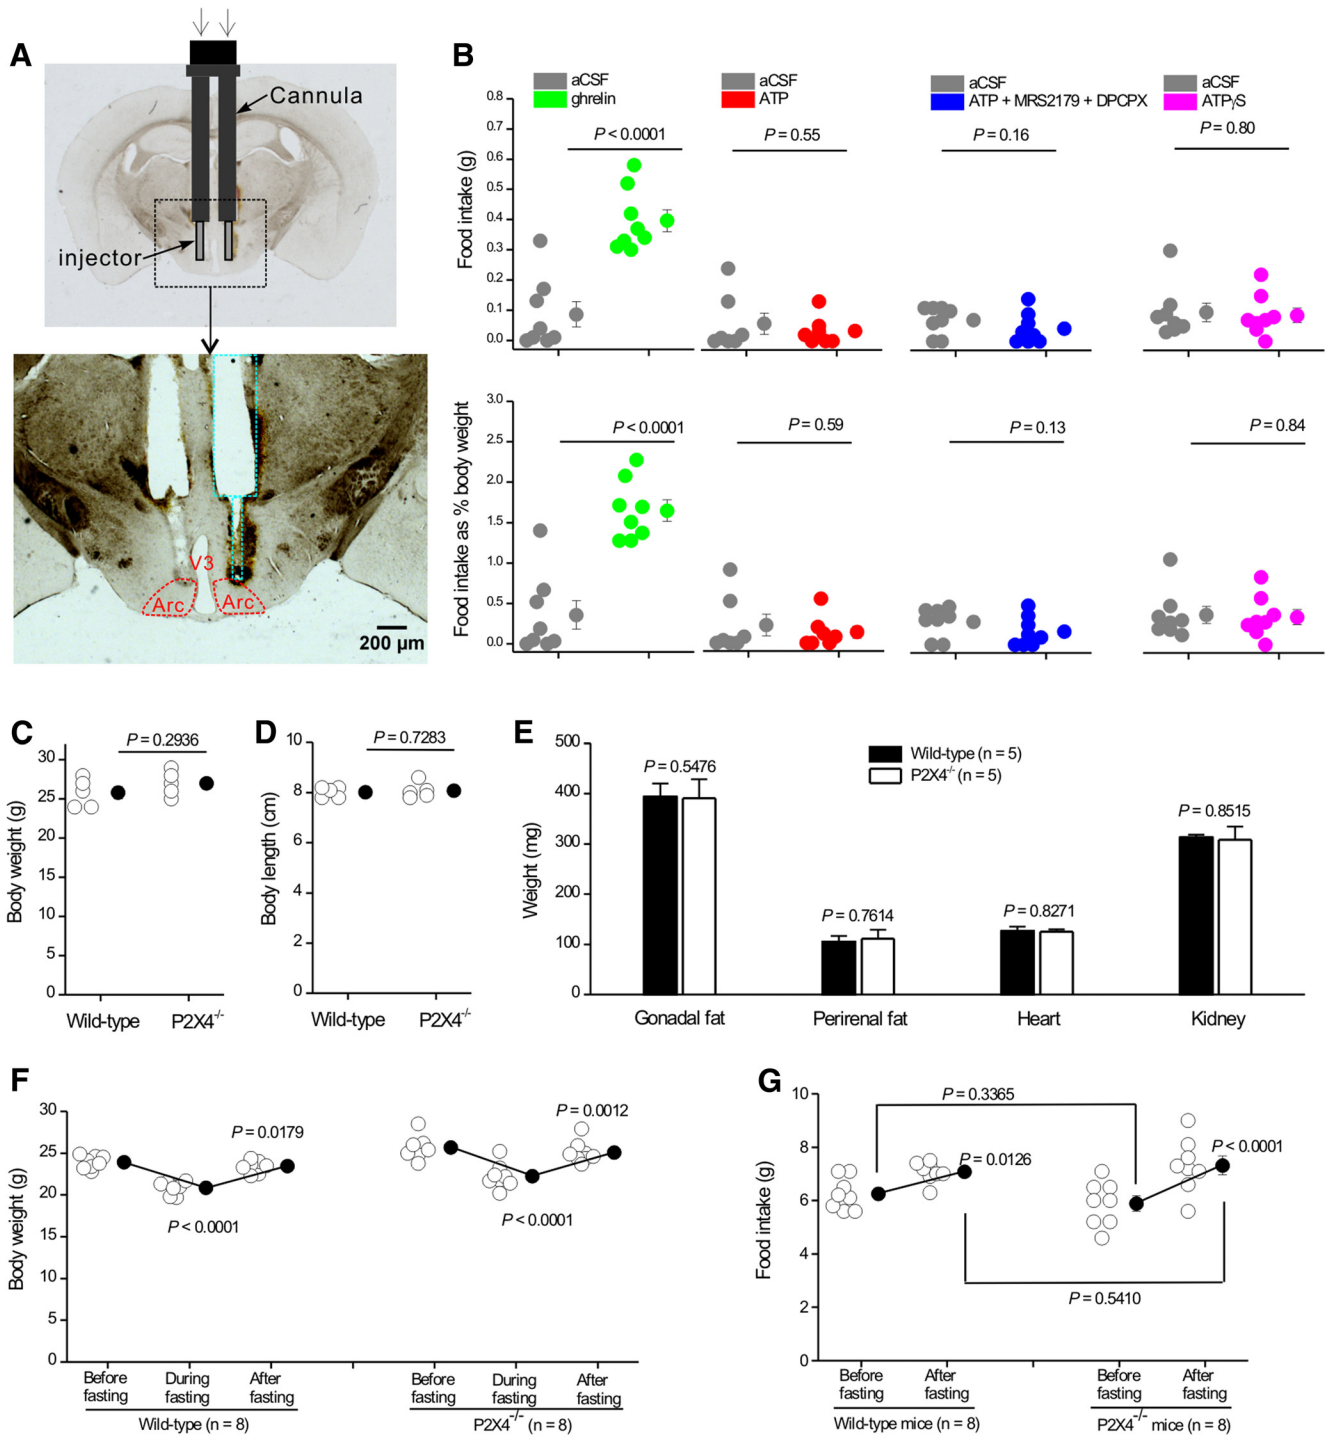 A
Cannula
injector
V3
Arc
Arc
200 µm
B
aCSF
ghrelin
aCSF
ATP
aCSF
ATP + MRS2179 + DPCPX
aCSF
ATPγS
Food intake (g)
0.8
0.7
0.6
0.5
0.4
0.3
0.2
0.1
0.0
P < 0.0001
P = 0.55
P = 0.16
P = 0.80
Food intake as % body weight
3.0
2.5
2.0
1.5
1.0
0.5
0.0
P < 0.0001
P = 0.59
P = 0.13
P = 0.84
C
Body weight (g)
30
25
20
15
10
5
0
P = 0.2936
Wild-type
P2X4-/-
D
Body length (cm)
10
8
6
4
2
0
P = 0.7283
Wild-type
P2X4-/-
E
Weight (mg)
500
400
300
200
100
0
Wild-type (n = 5)
P2X4-/- (n = 5)
P = 0.5476
P = 0.7614
P = 0.8271
P = 0.8515
Gonadal fat
Perirenal fat
Heart
Kidney
F
Body weight (g)
30
25
20
15
10
5
0
P < 0.0001
P = 0.0179
P < 0.0001
P = 0.0012
Before
fasting
During
fasting
After
fasting
Before
fasting
During
fasting
After
fasting
Wild-type (n = 8)
P2X4-/- (n = 8)
G
Food intake (g)
10
8
6
4
2
0
P = 0.3365
P = 0.0126
P < 0.0001
P = 0.5410
Before
fasting
After
fasting
Before
fasting
After
fasting
Wild-type mice (n = 8)
P2X4-/- mice (n = 8)